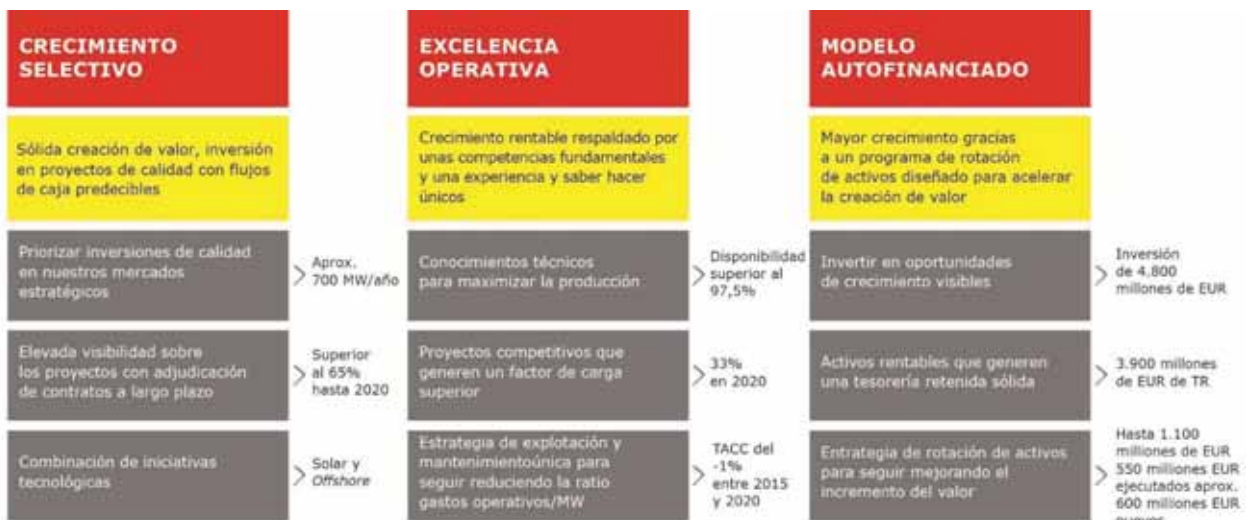 CRECIMIENTO
SELECTIVO
Sólida creación de valor, inversión
en proyectos de calidad con flujos
de caja predecibles
Priorizar inversiones de calidad
en nuestros mercados
estratégicos
Aprox.
700 MW/año
Elevada visibilidad sobre
los proyectos con adjudicación
de contratos a largo plazo
Superior
al 65%
hasta 2020
Combinación de iniciativas
tecnológicas
Solar y
Offshore
EXCELENCIA
OPERATIVA
Crecimiento rentable respaldado por
unas competencias fundamentales
y una experiencia y saber hacer
únicos
Conocimientos técnicos
para maximizar la producción
Disponibilidad
superior al
97,5%
Proyectos competitivos que
generen un factor de carga
superior
33%
en 2020
Estrategia de explotación y
mantenimientoúnica para
seguir reduciendo la ratio
gastos operativos/MW
TACC del
-1%
entre 2015
y 2020
MODELO
AUTOFINANCIADO
Mayor crecimiento gracias
a un programa de rotación
de activos diseñado para acelerar
la creación de valor
Invertir en oportunidades
de crecimiento visibles
Inversión
de 4.800
millones de EUR
Activos rentables que generen
una tesorería retenida sólida
3.900 millones
de EUR de TR
Entrategia de rotación de activos
para seguir mejorando el
incremento del valor
Hasta 1.100
millones de EUR
550 millones EUR
ejecutados aprox.
600 millones EUR